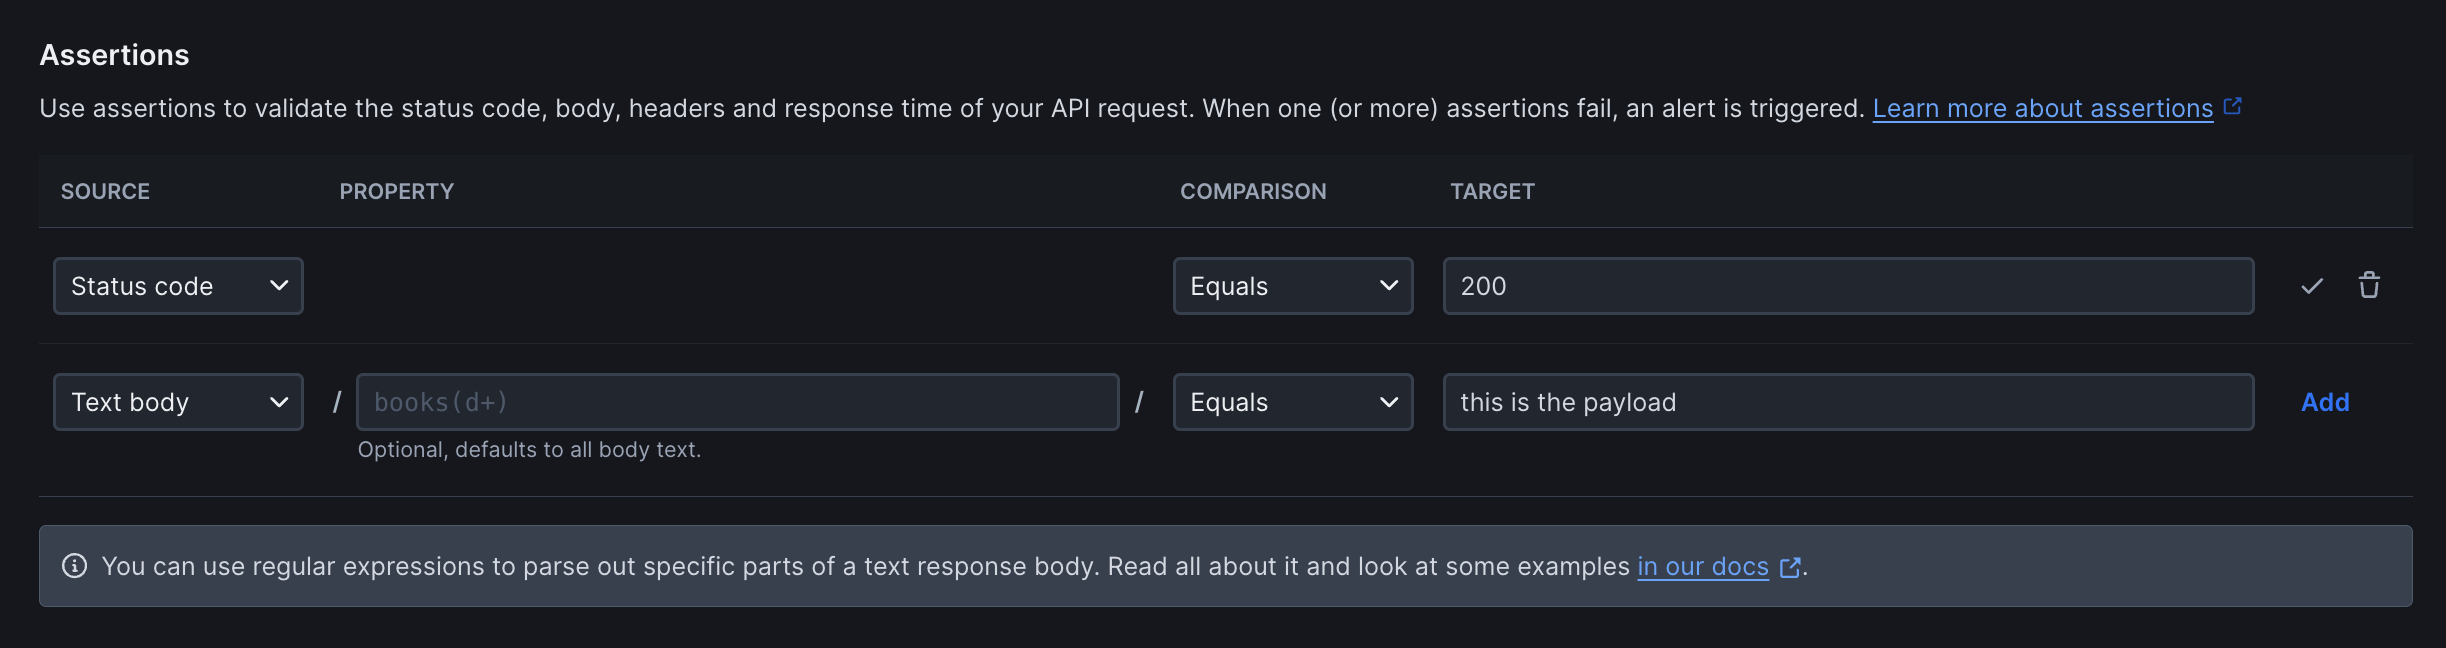 Assertions
Use assertions to validate the status code, body, headers and response time of your API request. When one (or more) assertions fail, an alert is triggered. Learn more about assertions
SOURCE PROPERTY COMPARISON TARGET
Status code Equals 200
Text body / books(d+) / Equals this is the payload Add
Optional, defaults to all body text.
You can use regular expressions to parse out specific parts of a text response body. Read all about it and look at some examples in our docs.